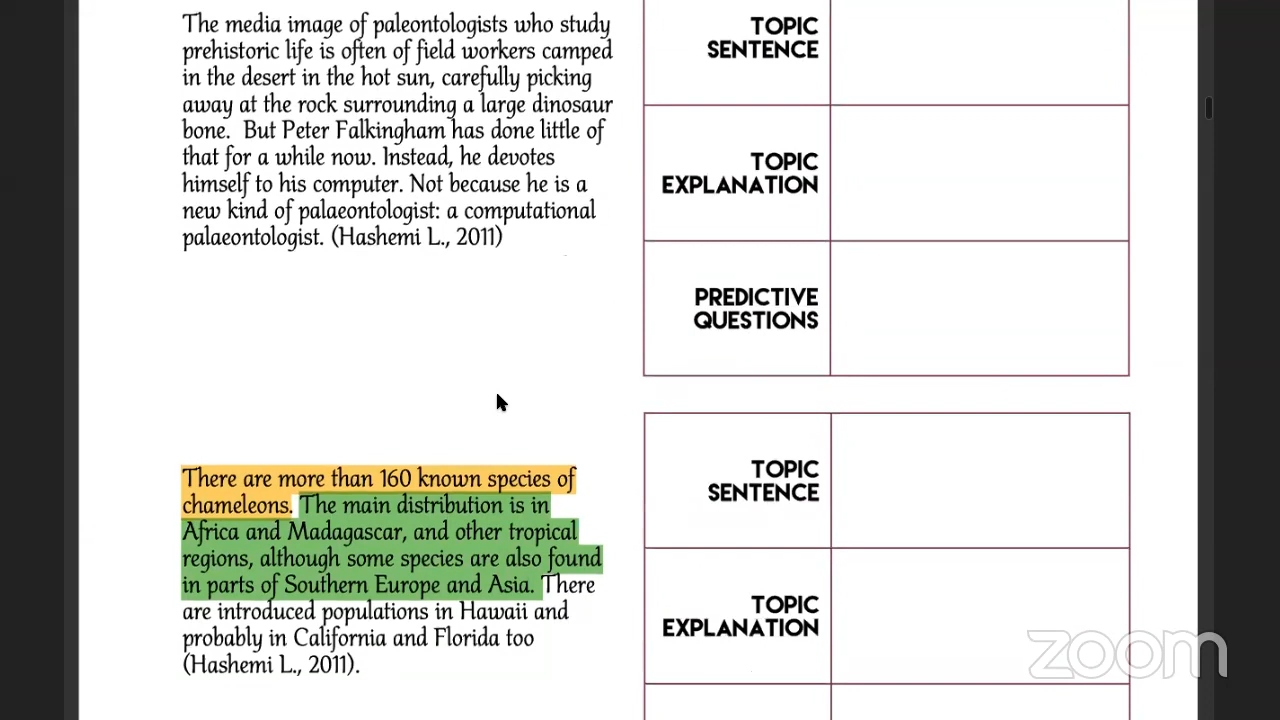 The media image of paleontologists who study
prehistoric life is often of field workers camped
in the desert in the hot sun, carefully picking
away at the rock surrounding a large dinosaur
bone.  But Peter Falkingham has done little of
that for a while now. Instead, he devotes
himself to his computer. Not because he is a
new kind of palaeontologist: a computational
palaeontologist. (Hashemi L., 2011)
TOPIC
SENTENCE
TOPIC
EXPLANATION
PREDICTIVE
QUESTIONS
There are more than 160 known species of
chameleons. The main distribution is in
Africa and Madagascar, and other tropical
regions, although some species are also found
in parts of Southern Europe and Asia. There
are introduced populations in Hawaii and
probably in California and Florida too
(Hashemi L., 2011).
TOPIC
SENTENCE
TOPIC
EXPLANATION
zoom